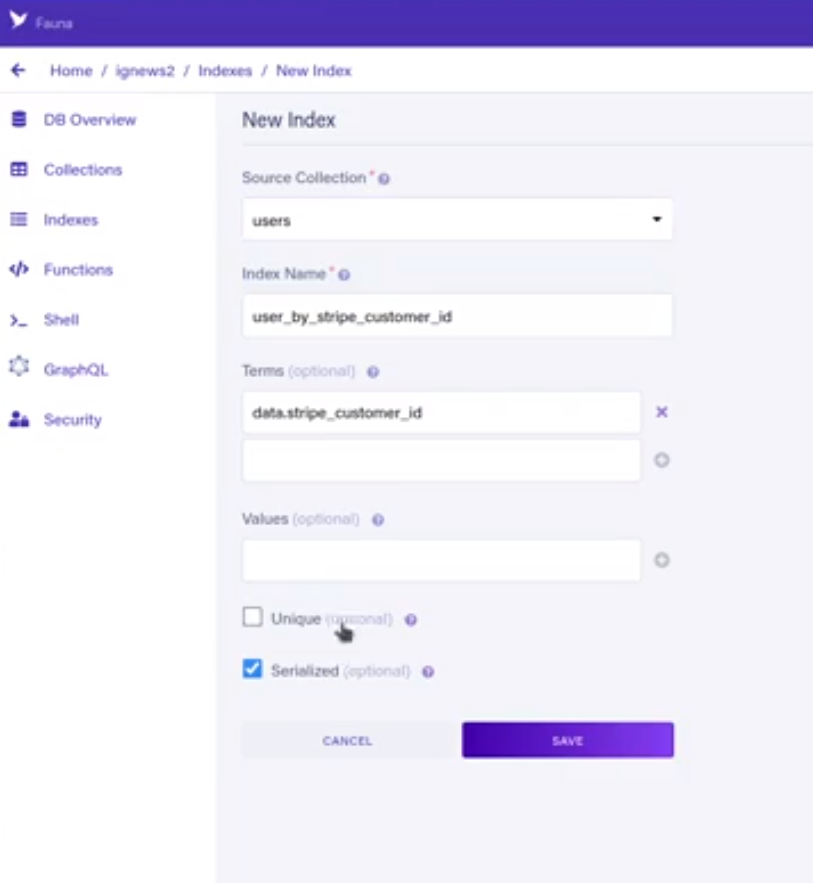 Fauna
Home / ignews2 / Indexes / New Index
DB Overview
Collections
Indexes
Functions
Shell
GraphQL
Security
New Index
Source Collection *
users
Index Name *
user_by_stripe_customer_id
Terms (optional)
data.stripe_customer_id
Values (optional)
Unique (optional)
Serialized (optional)
CANCEL
SAVE